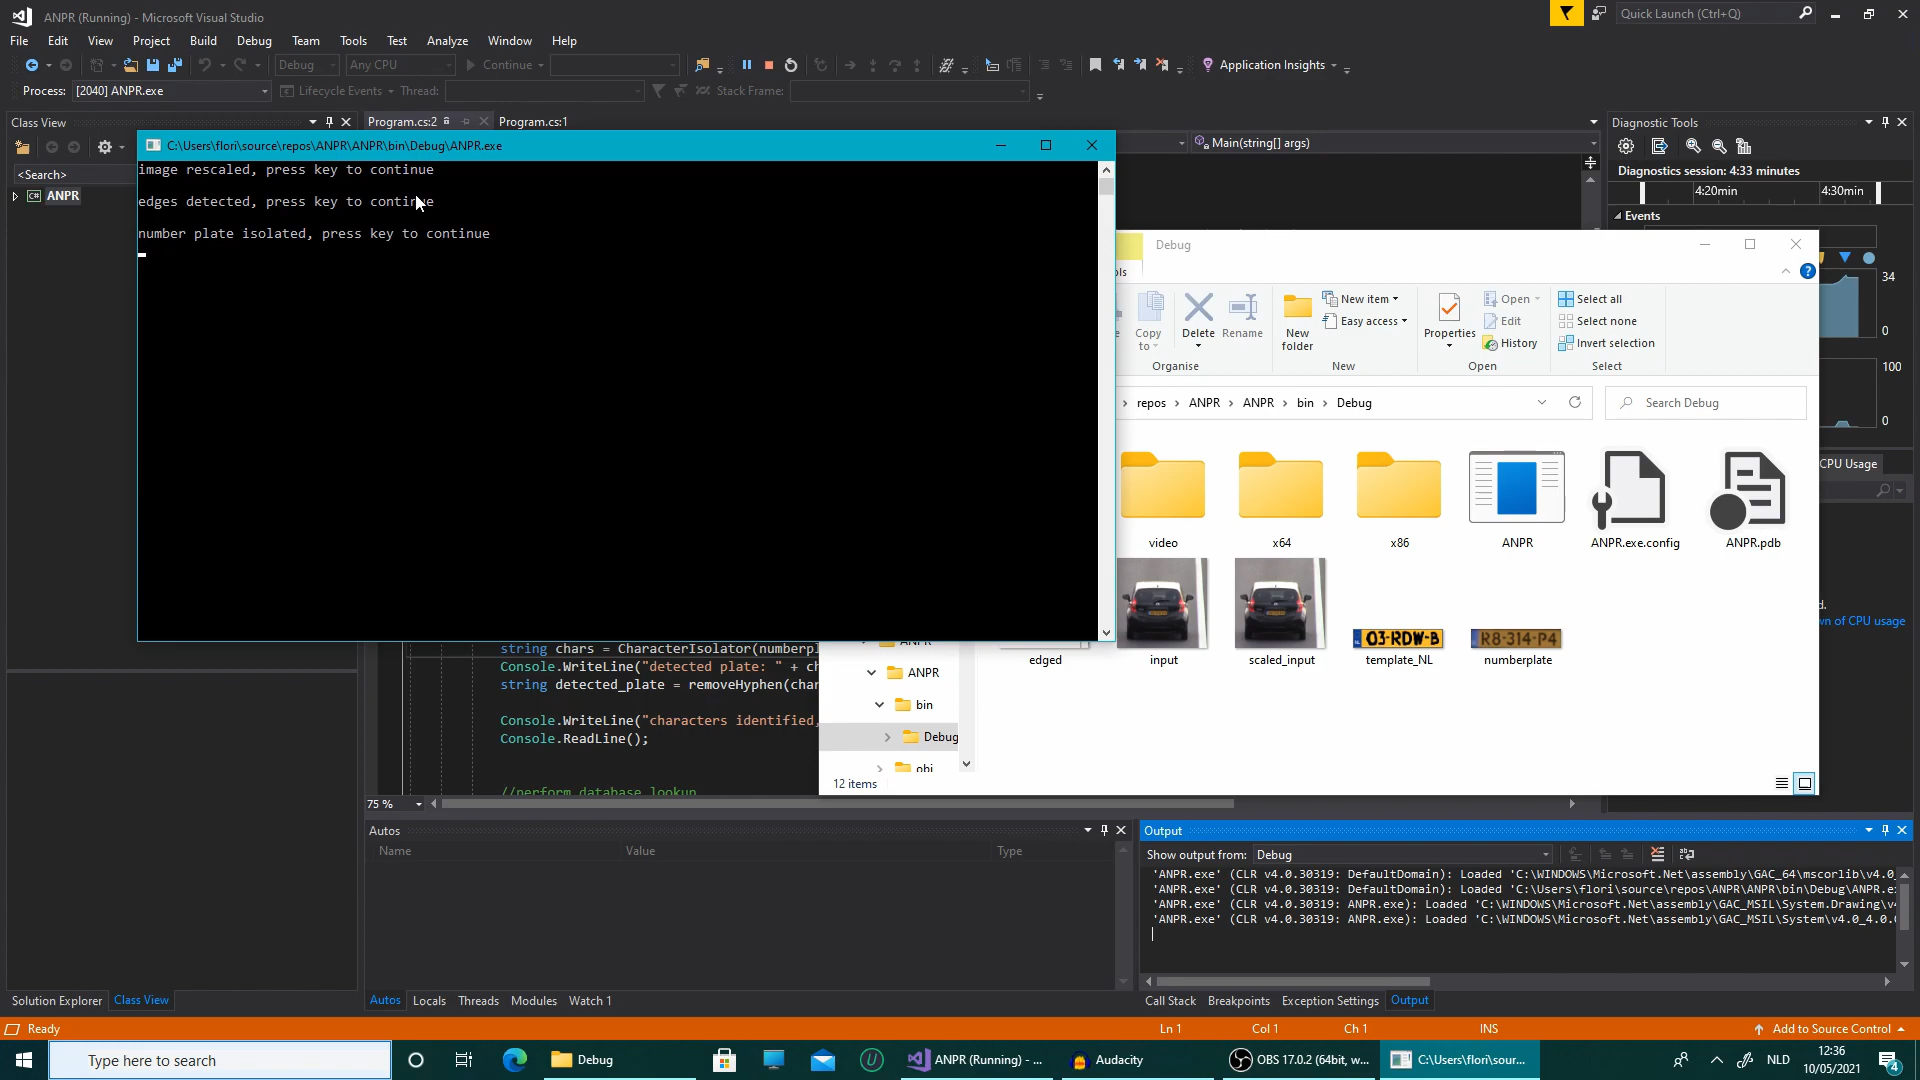 ANPR (Running) - Microsoft Visual Studio
Quick Launch (Ctrl+Q)
File Edit View Project Build Debug Team Tools Test Analyze Window Help
Debug Any CPU Continue Application Insights
Process: [2040] ANPR.exe Lifecycle Events Thread: Stack Frame:
Class View
Program.cs:2 Program.cs:1
Diagnostic Tools
<Search>
ANPR
C:\Users\flori\source\repos\ANPR\ANPR\bin\Debug\ANPR.exe
image rescaled, press key to continue
edges detected, press key to continue
number plate isolated, press key to continue
Main(string[] args)
Diagnostics session: 4:33 minutes
4:20min 4:30min
Events
34
0
100
0
CPU Usage
d.
wn of CPU usage
Debug
ols
Copy to
Delete
Rename
New folder
New item
Easy access
Properties
Open
Edit
History
Select all
Select none
Invert selection
Organise New Open Select
repos ANPR ANPR bin Debug
Search Debug
video x64 x86 ANPR ANPR.exe.config ANPR.pdb
03-RDW-B R8-314-P4
edged input scaled_input template_NL numberplate
ANPR
ANPR
bin
Debug
obj
12 items
string chars = CharacterIsolator(numberpl
Console.WriteLine("detected plate: " + ch
string detected_plate = removeHyphen(char
Console.WriteLine("characters identified,
Console.ReadLine();
//perform database lookup
75 %
Autos
Name Value Type
Output
Show output from: Debug
'ANPR.exe' (CLR v4.0.30319: DefaultDomain): Loaded 'C:\WINDOWS\Microsoft.Net\assembly\GAC_64\mscorlib\v4.0_
'ANPR.exe' (CLR v4.0.30319: DefaultDomain): Loaded 'C:\Users\flori\source\repos\ANPR\ANPR\bin\Debug\ANPR.e
'ANPR.exe' (CLR v4.0.30319: ANPR.exe): Loaded 'C:\WINDOWS\Microsoft.Net\assembly\GAC_MSIL\System.Drawing\v4
'ANPR.exe' (CLR v4.0.30319: ANPR.exe): Loaded 'C:\WINDOWS\Microsoft.Net\assembly\GAC_MSIL\System\v4.0_4.0.
Solution Explorer Class View
Autos Locals Threads Modules Watch 1
Call Stack Breakpoints Exception Settings Output
Ready Ln 1 Col 1 Ch 1 INS Add to Source Control
Type here to search
Debug
ANPR (Running) - ...
Audacity
OBS 17.0.2 (64bit, w...
C:\Users\flori\sour...
NLD
12:36
10/05/2021
4